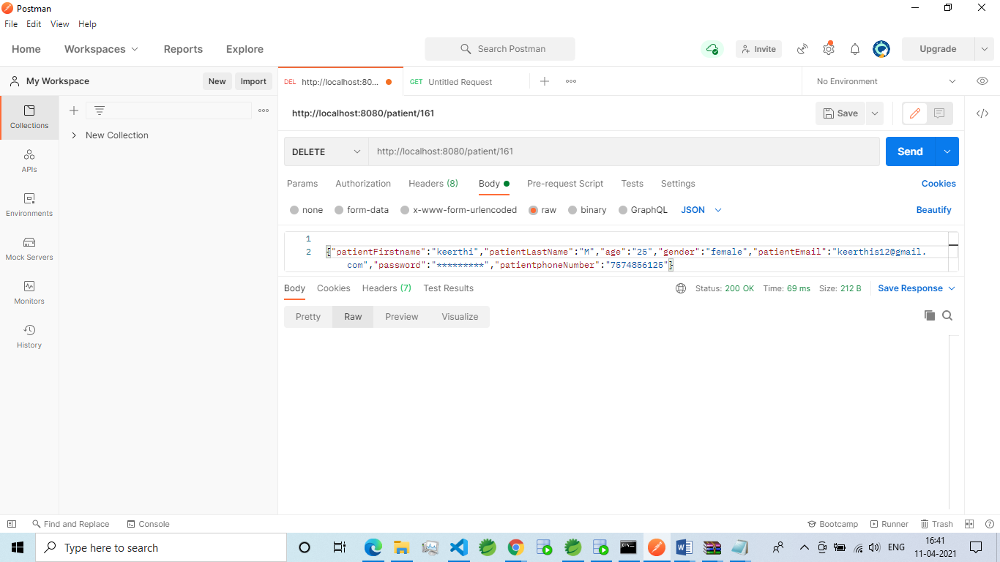 Postman
File Edit View Help
Home Workspaces Reports Explore Search Postman Invite Upgrade
My Workspace New Import DEL http://localhost:80... GET Untitled Request No Environment
http://localhost:8080/patient/161 Save
Collections
New Collection
DELETE http://localhost:8080/patient/161 Send
APIs
Params Authorization Headers (8) Body Pre-request Script Tests Settings Cookies
Environments
none form-data x-www-form-urlencoded raw binary GraphQL JSON Beautify
Mock Servers
1
2 {"patientFirstname":"keerthi","patientLastName":"M","age":"25","gender":"female","patientEmail":"keerthis12@gmail.
com","password":"*********","patientphoneNumber":"7574856125"}
Monitors
Body Cookies Headers (7) Test Results Status: 200 OK Time: 69 ms Size: 212 B Save Response
Pretty Raw Preview Visualize
History
Find and Replace Console Bootcamp Runner Trash
Type here to search ENG 16:41
11-04-2021